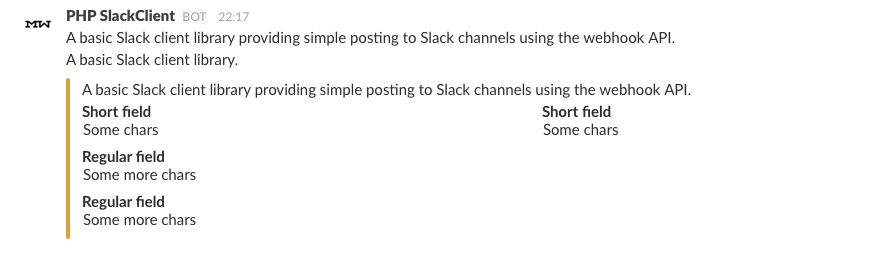 MW PHP SlackClient BOT 22:17
A basic Slack client library providing simple posting to Slack channels using the webhook API.
A basic Slack client library.
A basic Slack client library providing simple posting to Slack channels using the webhook API.
Short field Short field
Some chars Some chars
Regular field
Some more chars
Regular field
Some more chars